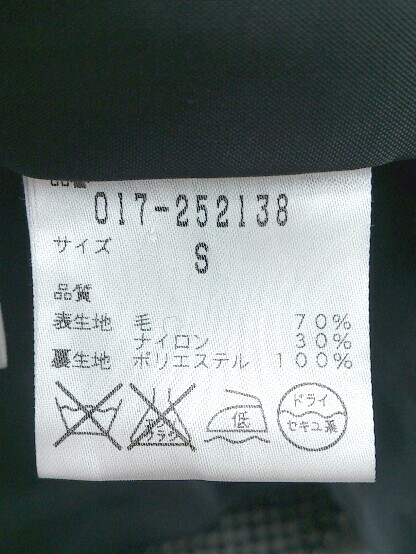 017-252138
サイズ
S
品質
表生地 毛 70%
ナイロン 30%
裏生地 ポリエステル 100%
低
ドライ
セキユ系